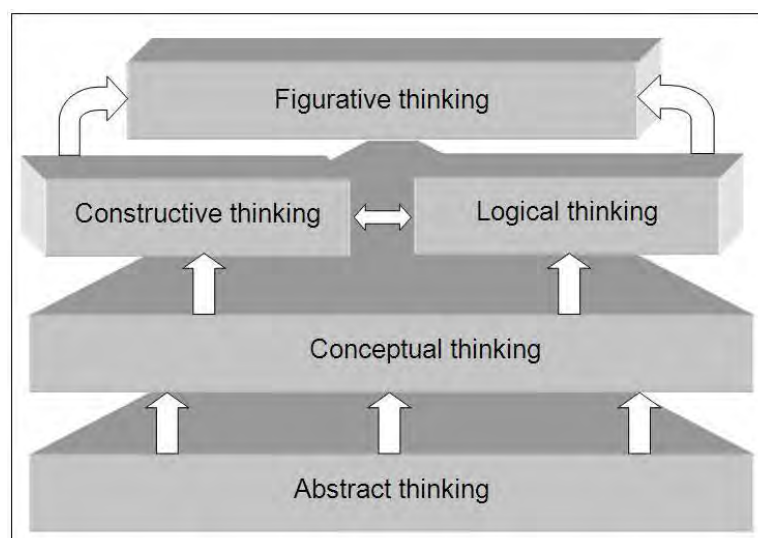 Figurative thinking
Constructive thinking
Logical thinking
Conceptual thinking
Abstract thinking